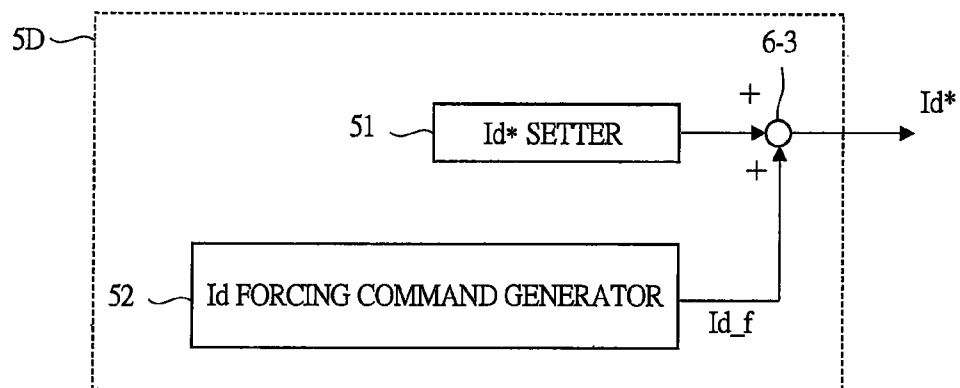 5D
6-3
+
Id*
51
Id* SETTER
+
52
Id FORCING COMMAND GENERATOR
Id_f